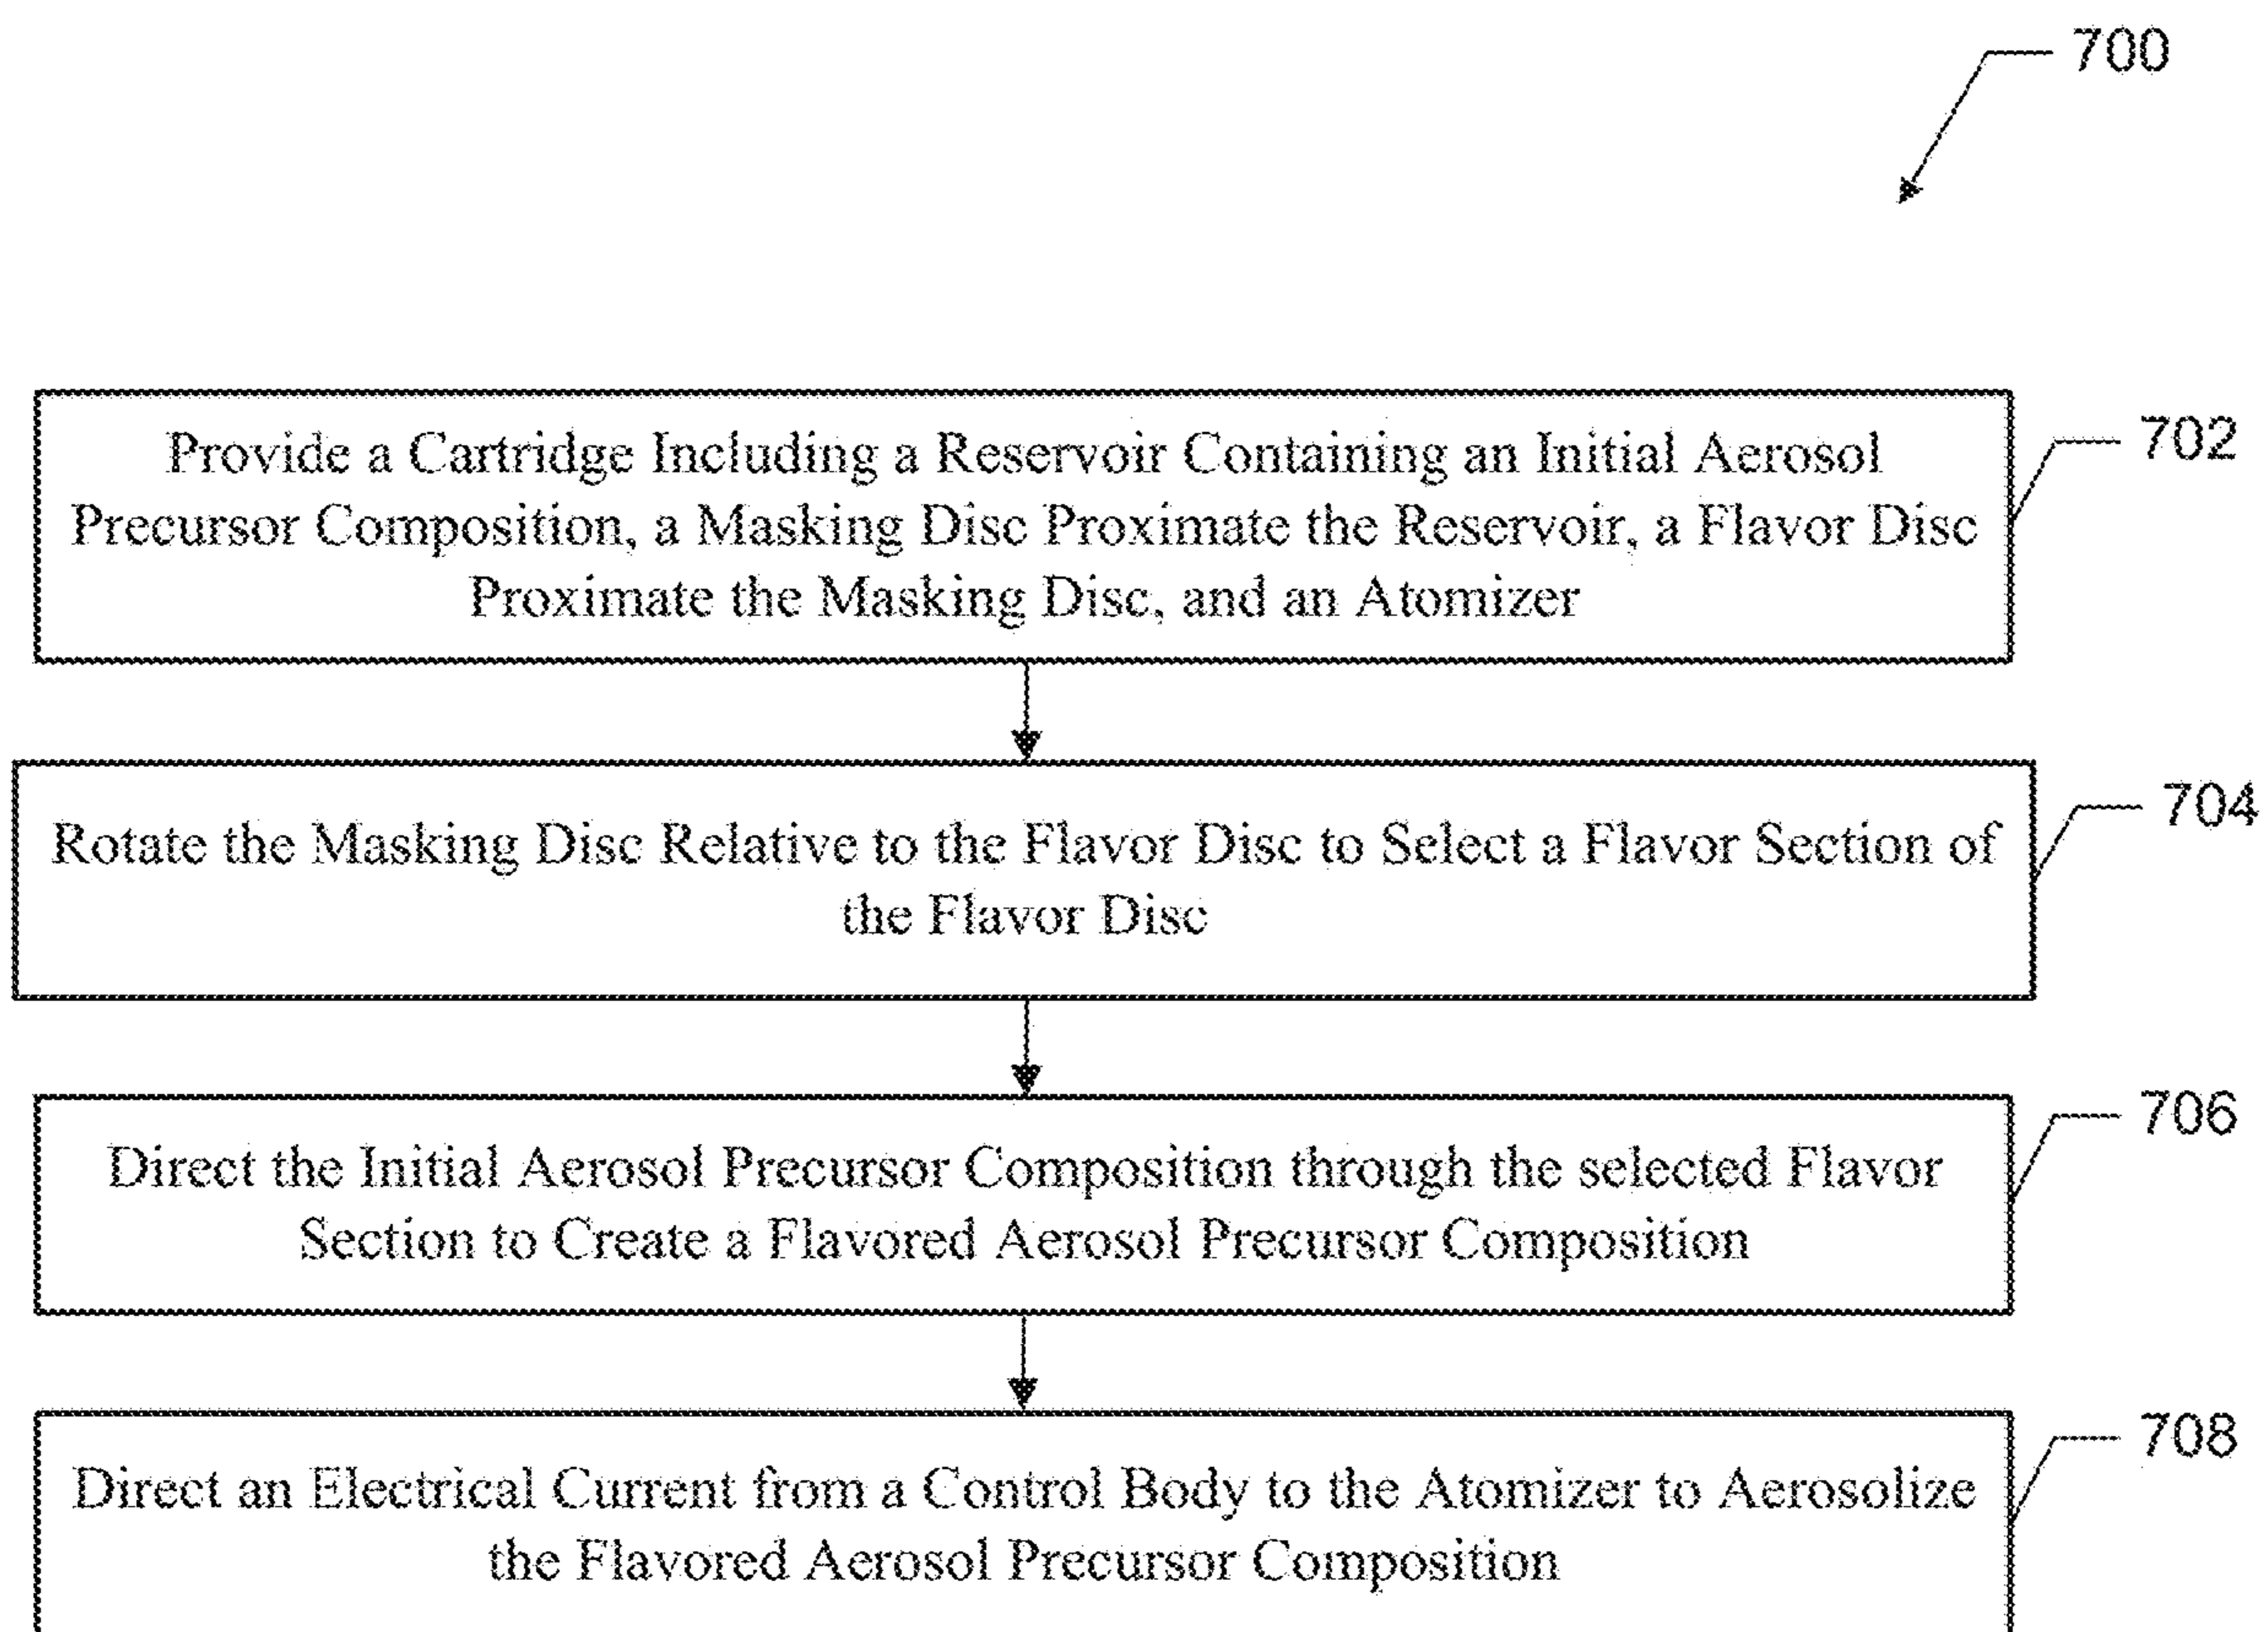 700
Provide a Cartridge Including a Reservoir Containing an Initial Aerosol
Precursor Composition, a Masking Disc Proximate the Reservoir, a Flavor Disc
Proximate the Masking Disc, and an Atomizer
702
Rotate the Masking Disc Relative to the Flavor Disc to Select a Flavor Section of
the Flavor Disc
704
Direct the Initial Aerosol Precursor Composition through the selected Flavor
Section to Create a Flavored Aerosol Precursor Composition
706
Direct an Electrical Current from a Control Body to the Atomizer to Aerosolize
the Flavored Aerosol Precursor Composition
708